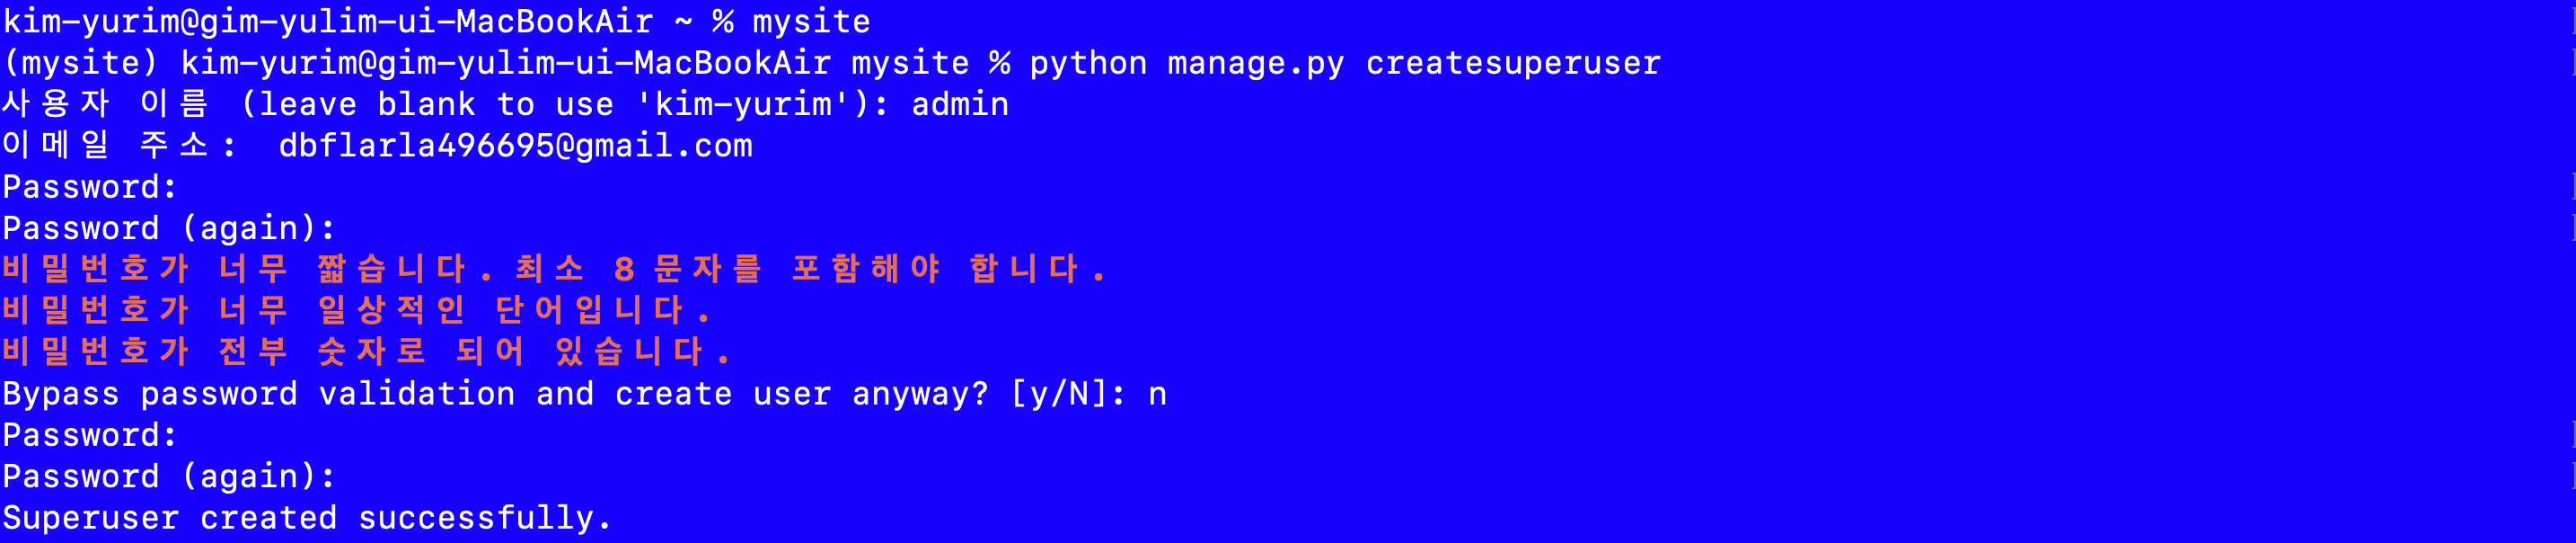 kim-yurim@gim-yulim-ui-MacBookAir ~ % mysite
(mysite) kim-yurim@gim-yulim-ui-MacBookAir mysite % python manage.py createsuperuser
사용자 이름 (leave blank to use 'kim-yurim'): admin
이메일 주소: dbflarla496695@gmail.com
Password:
Password (again):
비밀번호가 너무 짧습니다. 최소 8 문자를 포함해야 합니다.
비밀번호가 너무 일상적인 단어입니다.
비밀번호가 전부 숫자로 되어 있습니다.
Bypass password validation and create user anyway? [y/N]: n
Password:
Password (again):
Superuser created successfully.